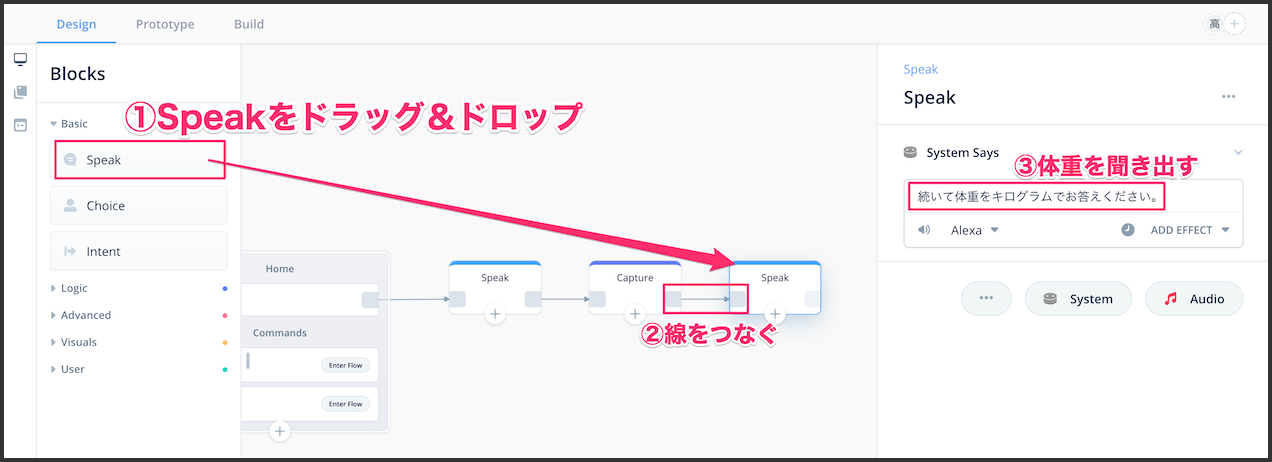 Design Prototype Build 高
Blocks
Basic
Speak
Choice
Intent
Logic
Advanced
Visuals
User
①Speakをドラッグ&ドロップ
Home
Commands
Enter Flow
Enter Flow
Speak
Capture
Speak
②線をつなぐ
Speak
Speak
System Says
③体重を聞き出す
続いて体重をキログラムでお答えください。
Alexa ADD EFFECT
System Audio